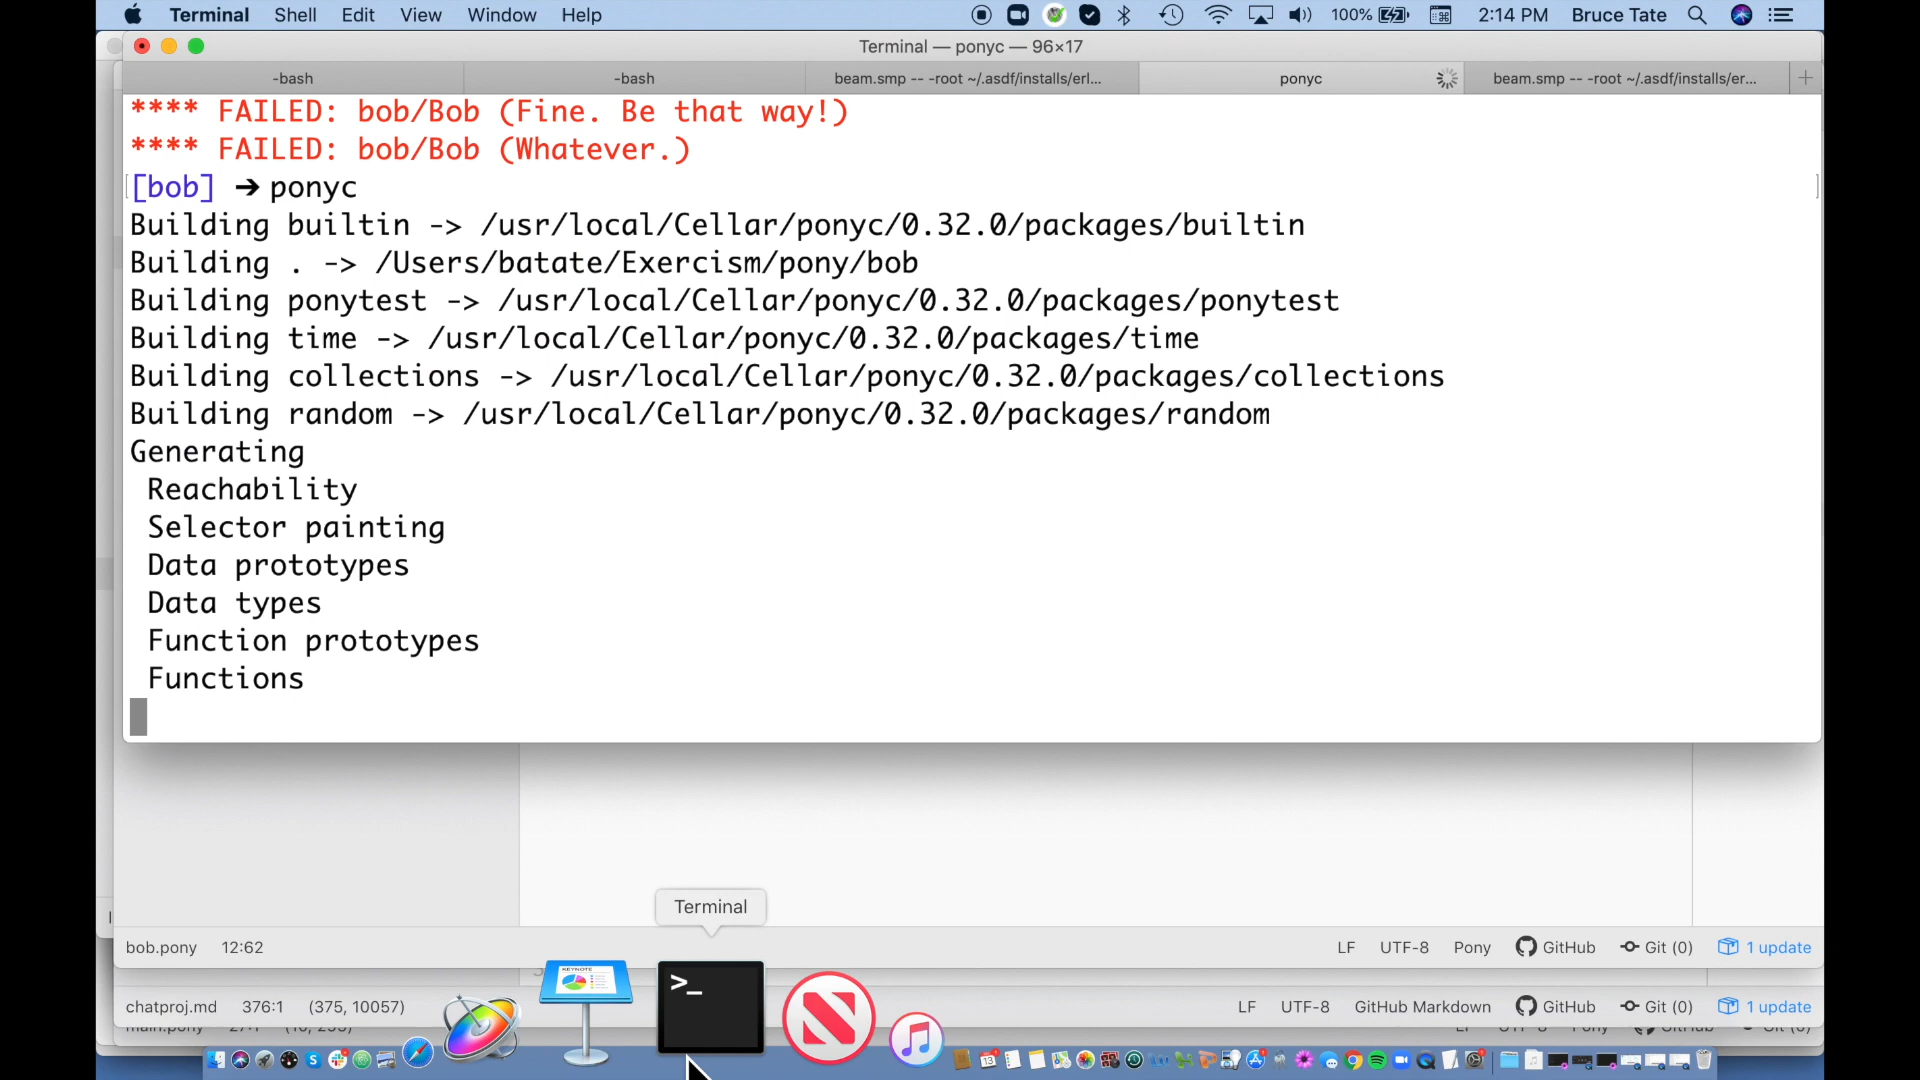 Terminal Shell Edit View Window Help 100% 2:14 PM Bruce Tate
Terminal — ponyc — 96×17
-bash -bash beam.smp -- -root ~/.asdf/installs/erl... ponyc beam.smp -- -root ~/.asdf/installs/er...
**** FAILED: bob/Bob (Fine. Be that way!)
**** FAILED: bob/Bob (Whatever.)
[bob] ➔ ponyc
Building builtin -> /usr/local/Cellar/ponyc/0.32.0/packages/builtin
Building . -> /Users/batate/Exercism/pony/bob
Building ponytest -> /usr/local/Cellar/ponyc/0.32.0/packages/ponytest
Building time -> /usr/local/Cellar/ponyc/0.32.0/packages/time
Building collections -> /usr/local/Cellar/ponyc/0.32.0/packages/collections
Building random -> /usr/local/Cellar/ponyc/0.32.0/packages/random
Generating
Reachability
Selector painting
Data prototypes
Data types
Function prototypes
Functions
Terminal
bob.pony 12:62 LF UTF-8 Pony GitHub Git (0) 1 update
KEYNOTE
>_
chatproj.md 376:1 (375, 10057) LF UTF-8 GitHub Markdown GitHub Git (0) 1 update
main.pony